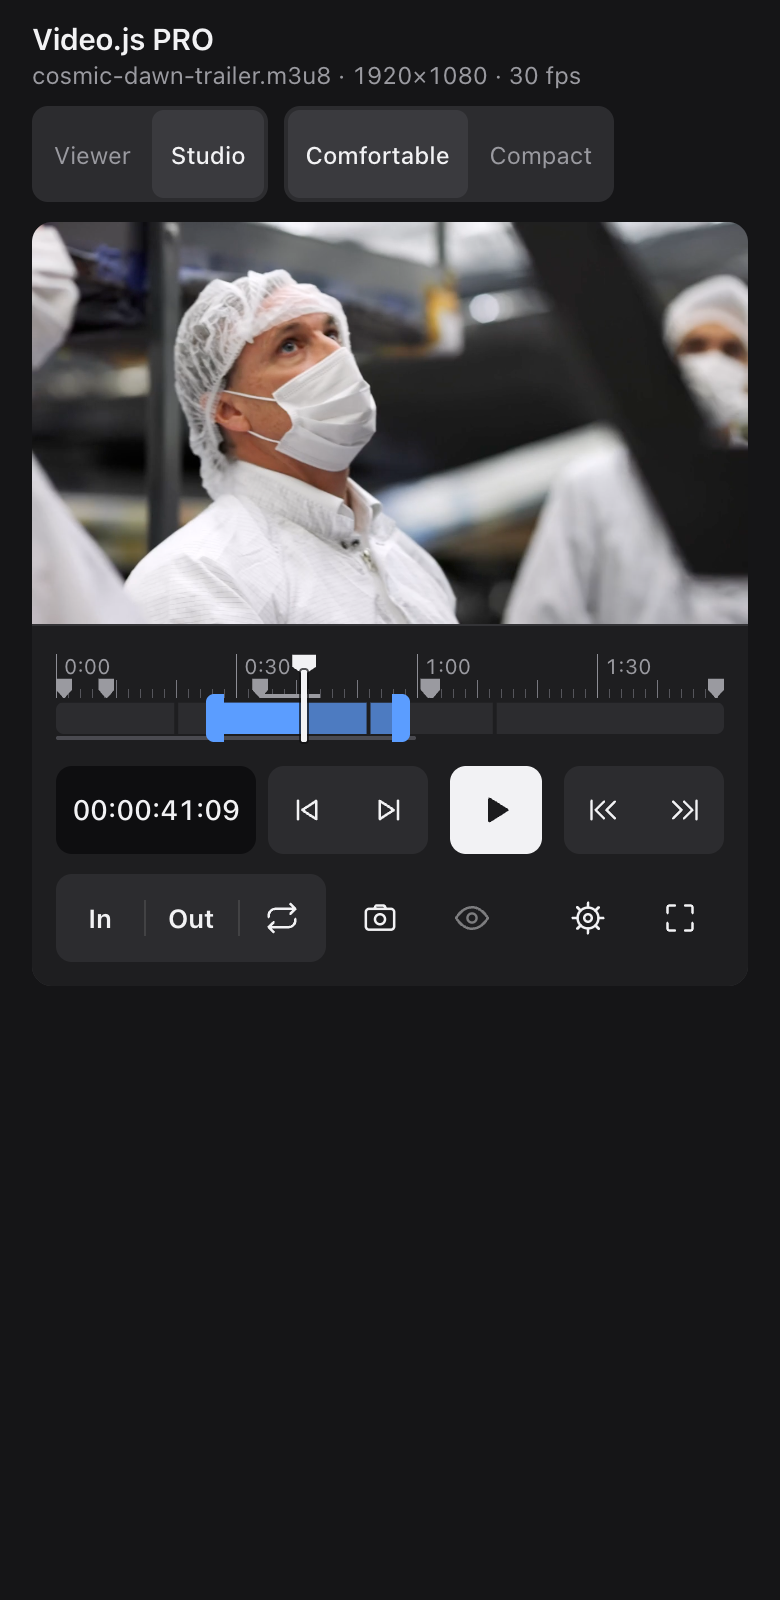 Video.js PRO
cosmic-dawn-trailer.m3u8 · 1920×1080 · 30 fps
Viewer Studio Comfortable Compact
0:00 0:30 1:00 1:30
00:00:41:09
In Out